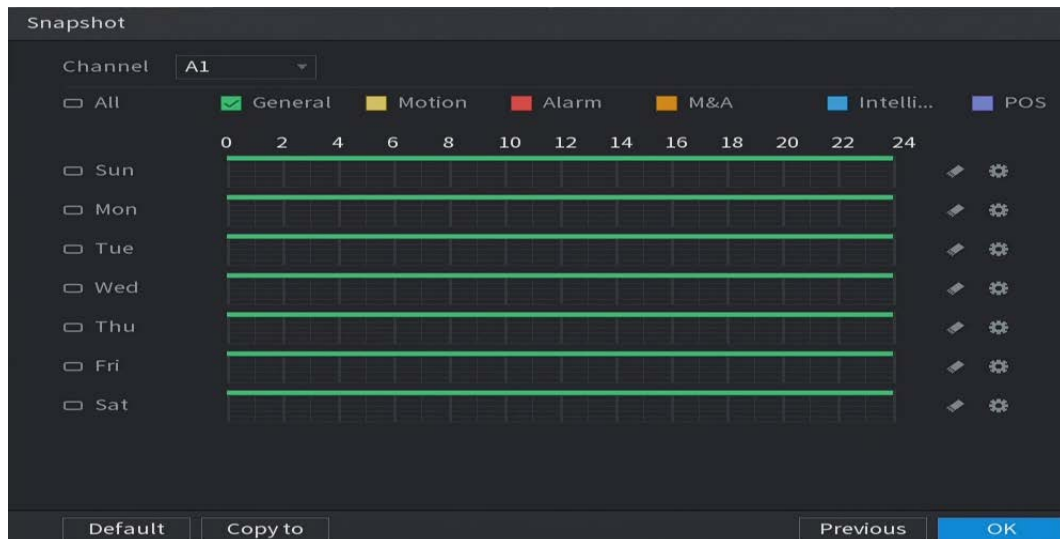 Snapshot
Channel A1
All General Motion Alarm M&A Intelli... POS
0 2 4 6 8 10 12 14 16 18 20 22 24
Sun
Mon
Tue
Wed
Thu
Fri
Sat
Default Copy to Previous OK